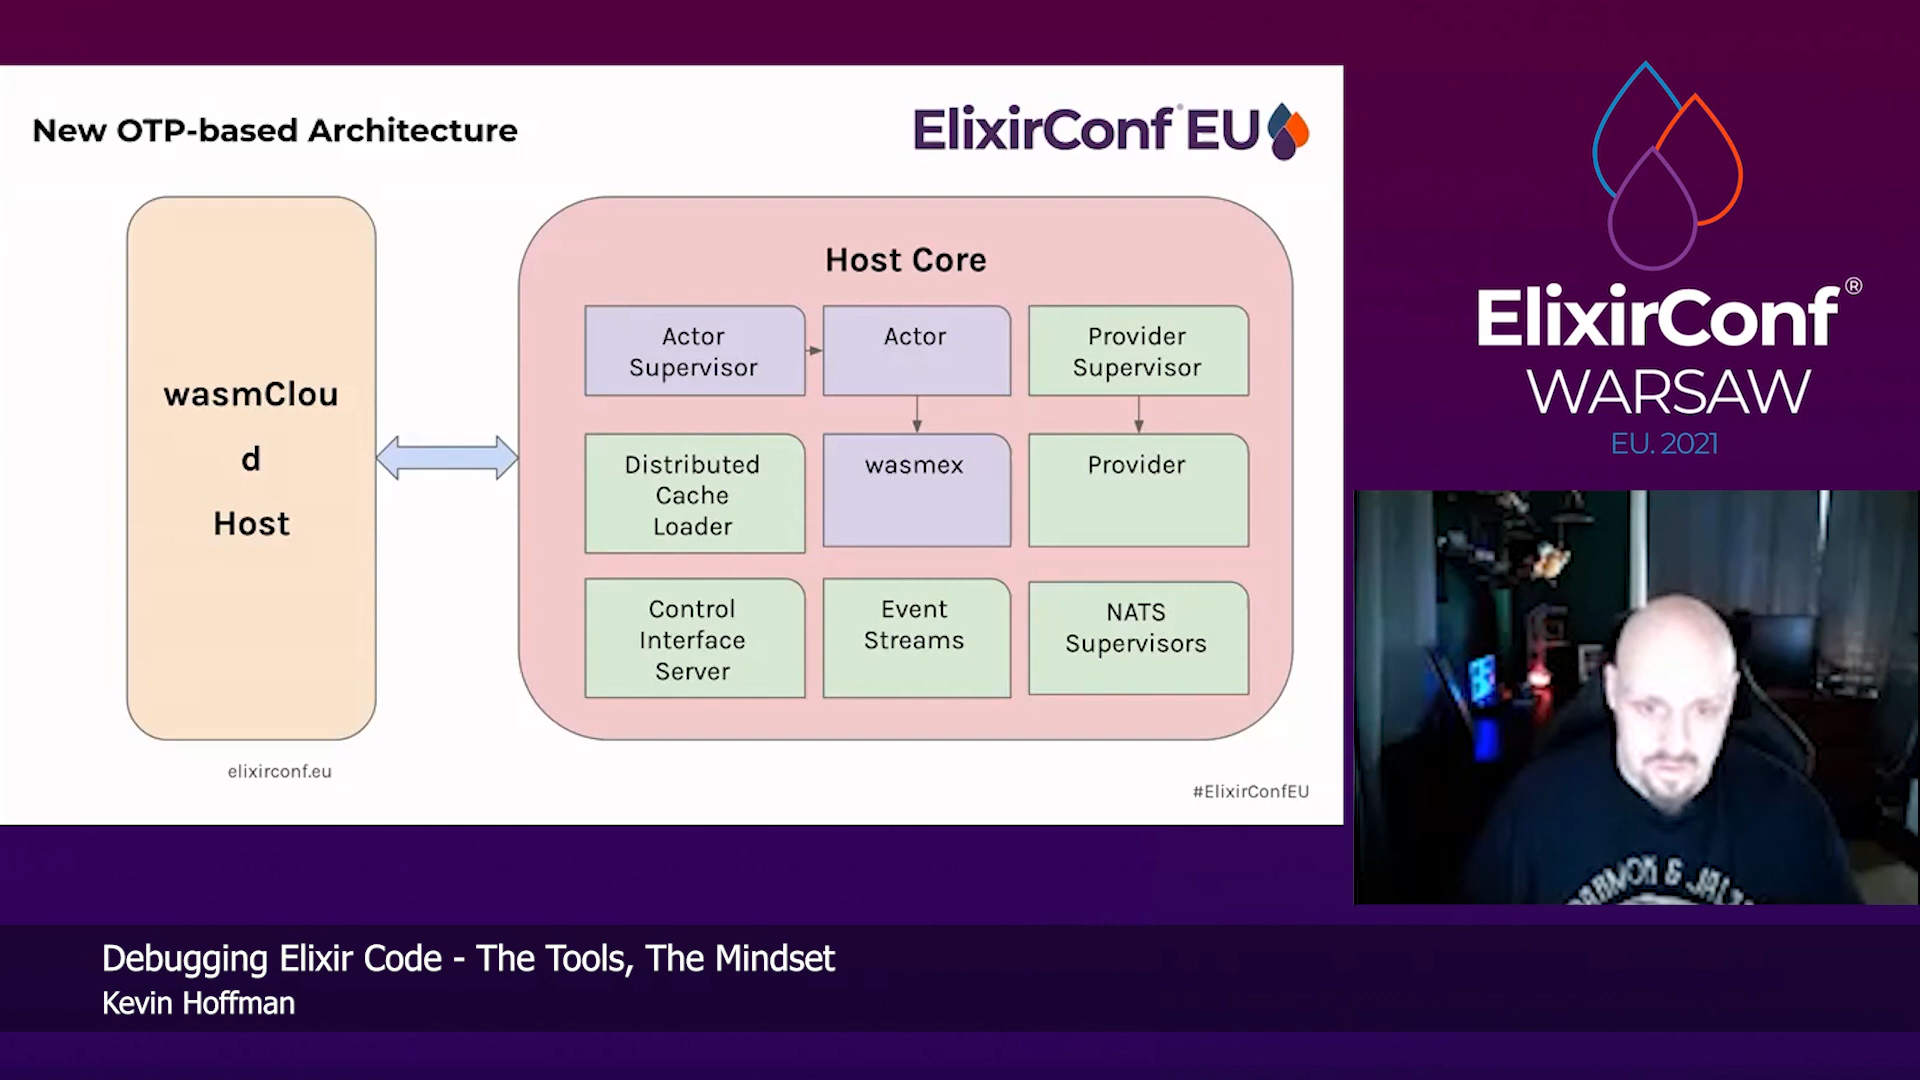 New OTP-based Architecture
ElixirConf EU
wasmClou
d
Host
Host Core
Actor
Supervisor
Actor
Provider
Supervisor
Distributed
Cache
Loader
wasmex
Provider
Control
Interface
Server
Event
Streams
NATS
Supervisors
elixirconf.eu
#ElixirConfEU
ElixirConf®
WARSAW
EU. 2021
Debugging Elixir Code - The Tools, The Mindset
Kevin Hoffman